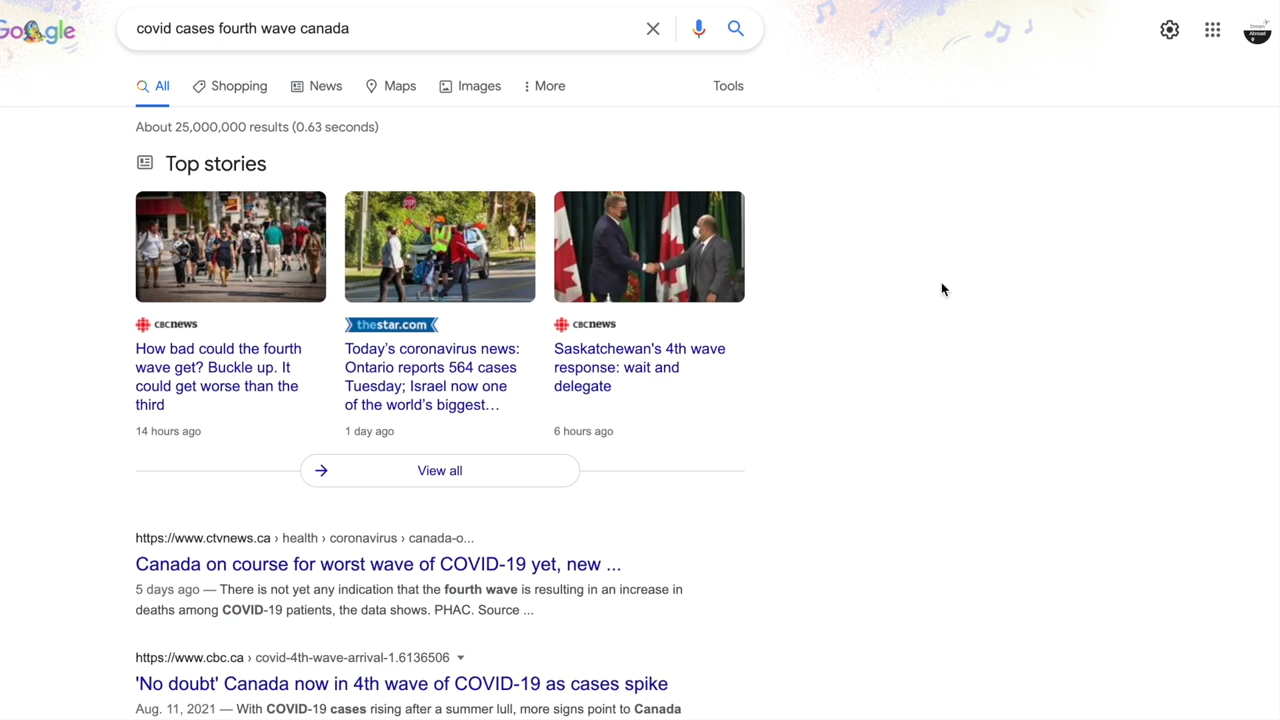 Google
covid cases fourth wave canada
All Shopping News Maps Images More Tools
About 25,000,000 results (0.63 seconds)
Top stories
CBCNEWS
How bad could the fourth
wave get? Buckle up. It
could get worse than the
third
14 hours ago
thestar.com
Today's coronavirus news:
Ontario reports 564 cases
Tuesday; Israel now one
of the world's biggest...
1 day ago
CBCNEWS
Saskatchewan's 4th wave
response: wait and
delegate
6 hours ago
View all
https://www.ctvnews.ca › health › coronavirus › canada-o...
Canada on course for worst wave of COVID-19 yet, new ...
5 days ago — There is not yet any indication that the fourth wave is resulting in an increase in
deaths among COVID-19 patients, the data shows. PHAC. Source ...
https://www.cbc.ca › covid-4th-wave-arrival-1.6136506
'No doubt' Canada now in 4th wave of COVID-19 as cases spike
Aug. 11, 2021 — With COVID-19 cases rising after a summer lull, more signs point to Canada